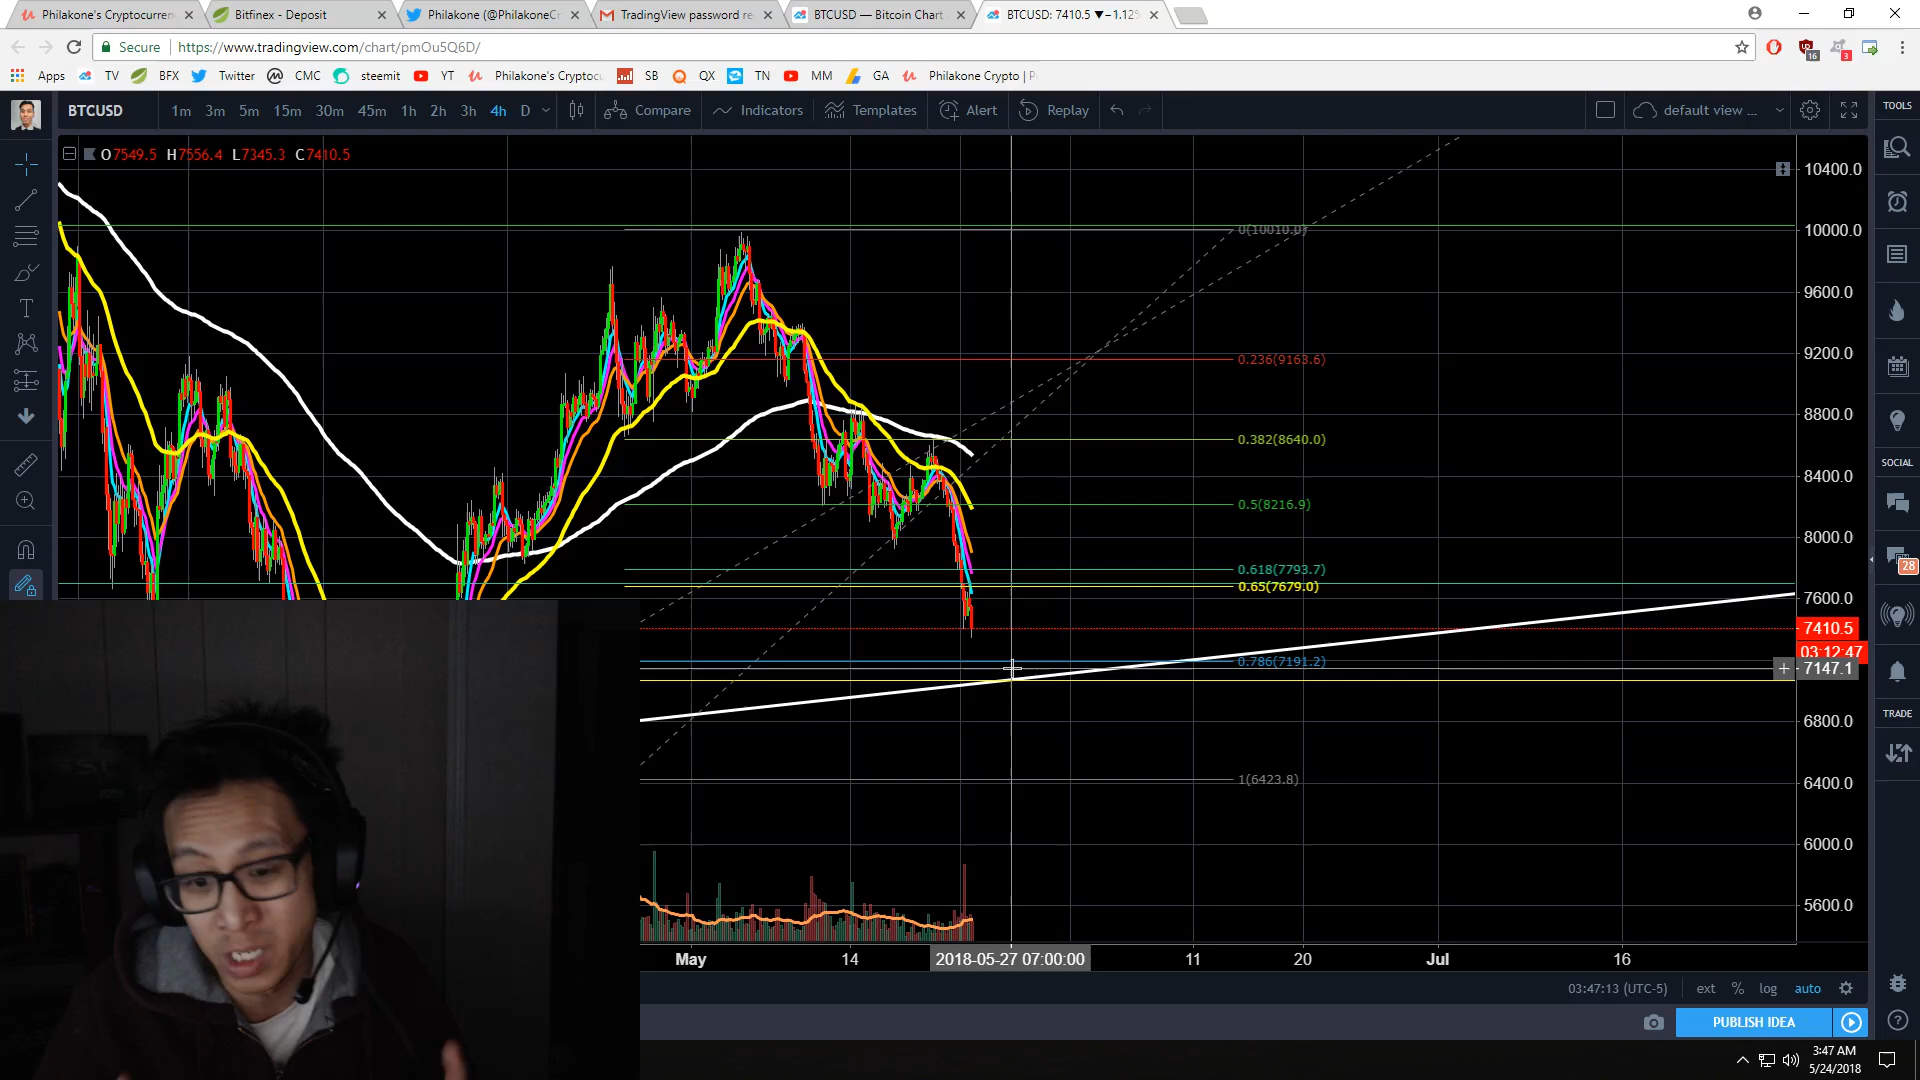 Philakone's Cryptocurren
Bitfinex - Deposit
Philakone (@PhilakoneCr
TradingView password re
BTCUSD — Bitcoin Chart
BTCUSD: 7410.5 ▼−1.12%
Secure
https://www.tradingview.com/chart/pmOu5Q6D/
16
3
Apps TV BFX Twitter CMC steemit YT Philakone's Cryptocu SB QX TN MM GA Philakone Crypto | P
BTCUSD 1m 3m 5m 15m 30m 45m 1h 2h 3h 4h D Compare Indicators Templates Alert Replay default view ...
TOOLS
O7549.5 H7556.4 L7345.3 C7410.5
10400.0
0(10010.0)
10000.0
9600.0
0.236(9163.6)
9200.0
0.382(8640.0)
8800.0
SOCIAL
8400.0
0.5(8216.9)
8000.0
28
0.618(7793.7)
0.65(7679.0)
7600.0
7410.5
03:12:47
0.786(7191.2)
7147.1
TRADE
6800.0
1(6423.8)
6400.0
6000.0
5600.0
May 14 2018-05-27 07:00:00 11 20 Jul 16
03:47:13 (UTC-5) ext % log auto
PUBLISH IDEA
3:47 AM
5/24/2018